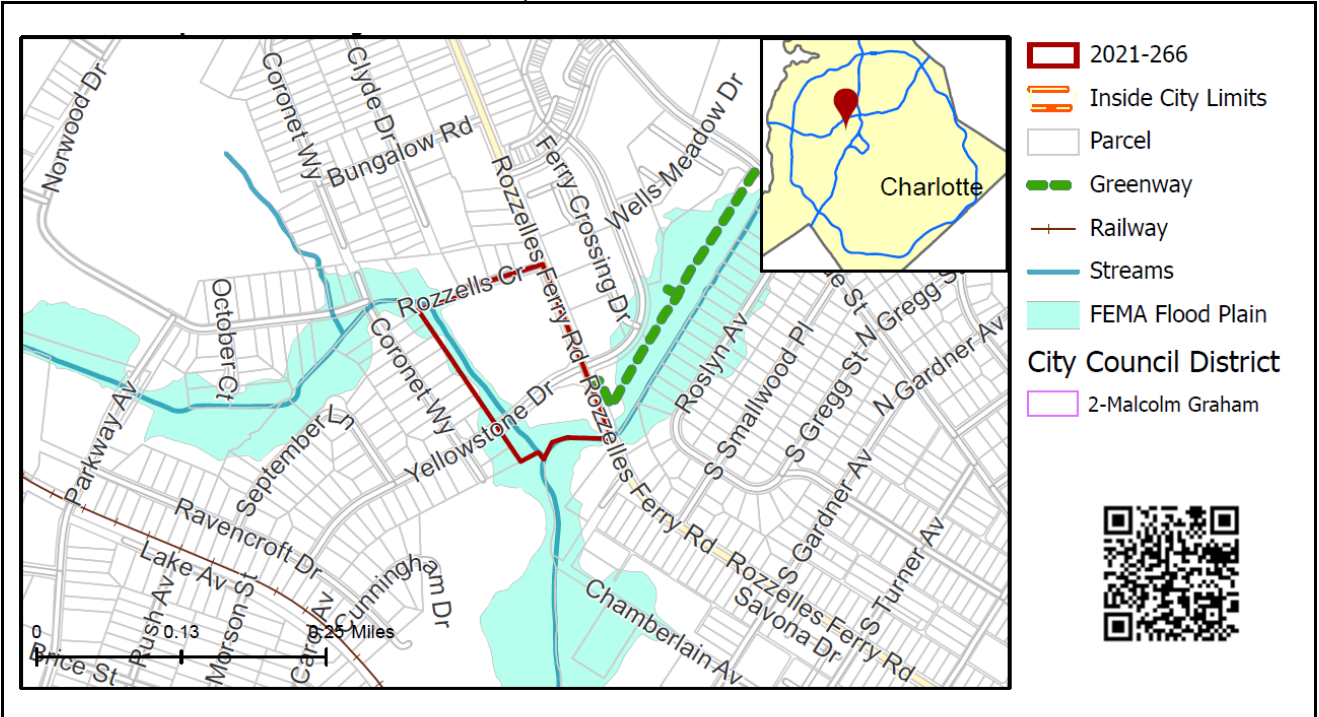 Norwood Dr
Coronet Wy
Clyde Dr
Bungalow Rd
Rozzelles Ferry Rd
Ferry Crossing Dr
Wells Meadow Dr
Charlotte
October Ct
Rozzells Cr
Coronet Wy
Yellowstone Dr
Roslyn Av
S Smallwood Pl
S Gregg St
N Gregg St
N Gardner Av
Parkway Av
September Ln
Ravencroft Dr
Lake Av
Cunningham Dr
Rozzelles Ferry Rd
Rozzelles Ferry Rd
S Gardner Av
S Turner Av
Savona Dr
Chamberlain Av
Rush Av
Morson St
Car Av
Brice St
0
0.13
0.25 Miles
2021-266
Inside City Limits
Parcel
Greenway
Railway
Streams
FEMA Flood Plain
City Council District
2-Malcolm Graham